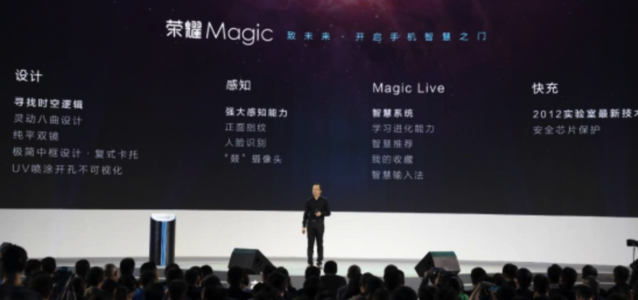 荣耀Magic 致未来·开启手机智慧之门
设计
寻找时空逻辑
灵动八曲设计
纯平双镜
极简中框设计·复式卡托
UV喷涂开孔不可视化
感知
强大感知能力
正面指纹
人脸识别
"鼓"摄像头
Magic Live
智慧系统
学习进化能力
智慧推荐
我的收藏
智慧输入法
快充
2012实验室最新技
安全芯片保护